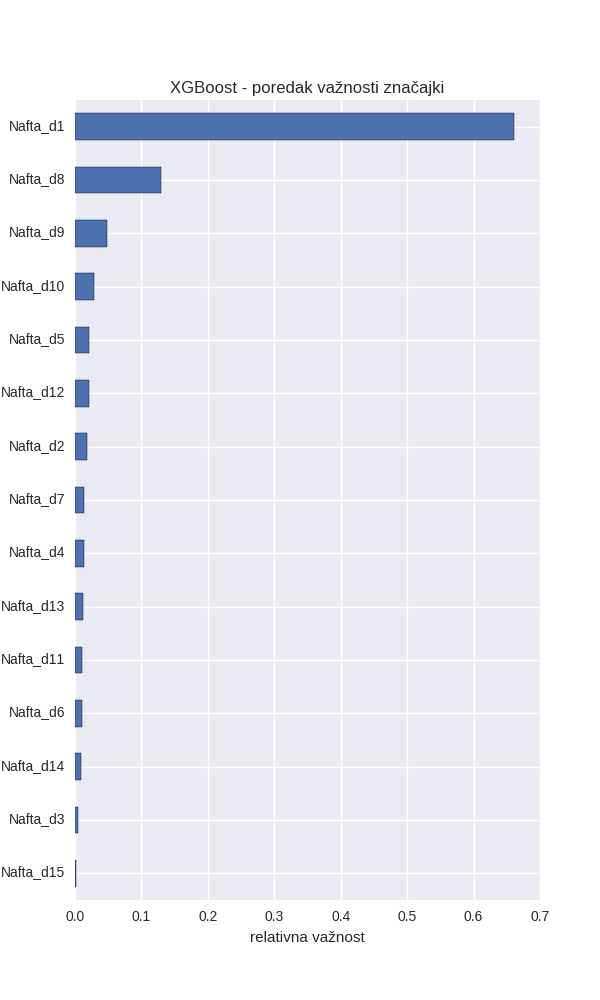 XGBoost - poredak važnosti značajki
Nafta_d1
Nafta_d8
Nafta_d9
Nafta_d10
Nafta_d5
Nafta_d12
Nafta_d2
Nafta_d7
Nafta_d4
Nafta_d13
Nafta_d11
Nafta_d6
Nafta_d14
Nafta_d3
Nafta_d15
0.0 0.1 0.2 0.3 0.4 0.5 0.6 0.7
relativna važnost